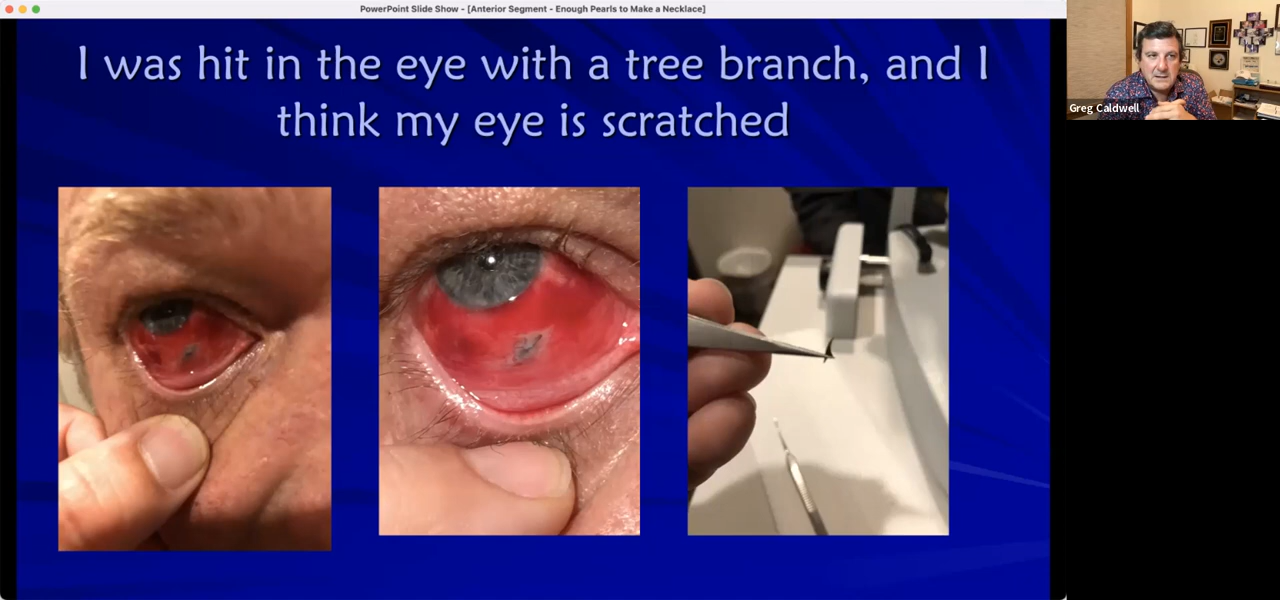 PowerPoint Slide Show - [Anterior Segment - Enough Pearls to Make a Necklace]
I was hit in the eye with a tree branch, and I
think my eye is scratched
Greg Caldwell